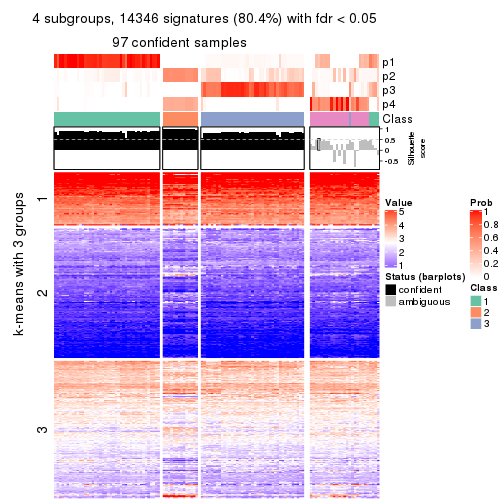 4 subgroups, 14346 signatures (80.4%) with fdr < 0.05
97 confident samples
p1
p2
p3
p4
Class
1
0.5
0
-0.5
Silhouette
score
k-means with 3 groups
1
2
3
Value
5
4
3
2
1
Status (barplots)
confident
ambiguous
Prob
1
0.8
0.6
0.4
0.2
0
Class
1
2
3